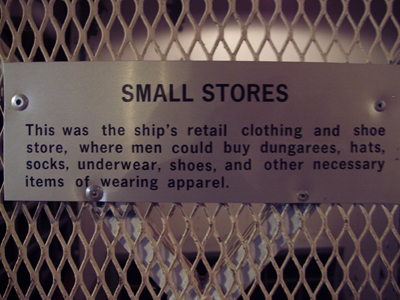 SMALL STORES
This was the ship's retail clothing and shoe
store, where men could buy dungarees, hats,
socks, underwear, shoes, and other necessary
items of wearing apparel.